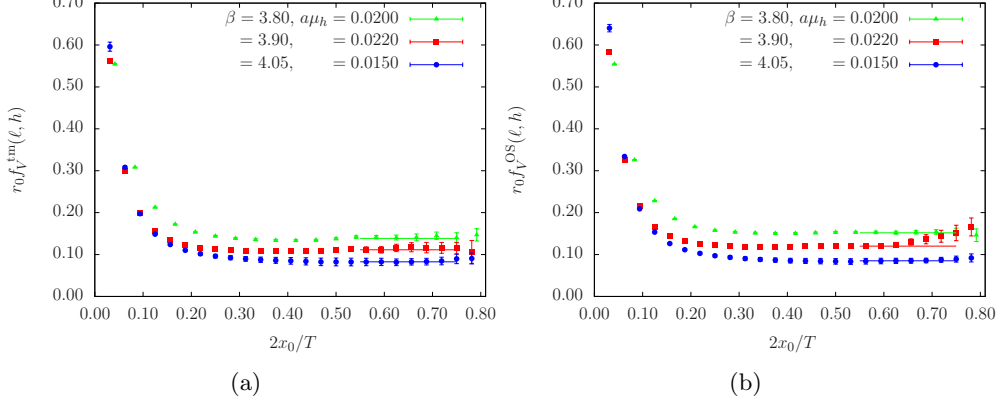 β = 3.80, aμ_h = 0.0200
= 3.90, = 0.0220
= 4.05, = 0.0150
0.70
0.60
0.50
0.40
0.30
0.20
0.10
0.00
r_0 f_V^tm(ℓ, h)
0.00 0.10 0.20 0.30 0.40 0.50 0.60 0.70 0.80
2x_0/T
(a)
β = 3.80, aμ_h = 0.0200
= 3.90, = 0.0220
= 4.05, = 0.0150
0.70
0.60
0.50
0.40
0.30
0.20
0.10
0.00
r_0 f_V^OS(ℓ, h)
0.00 0.10 0.20 0.30 0.40 0.50 0.60 0.70 0.80
2x_0/T
(b)